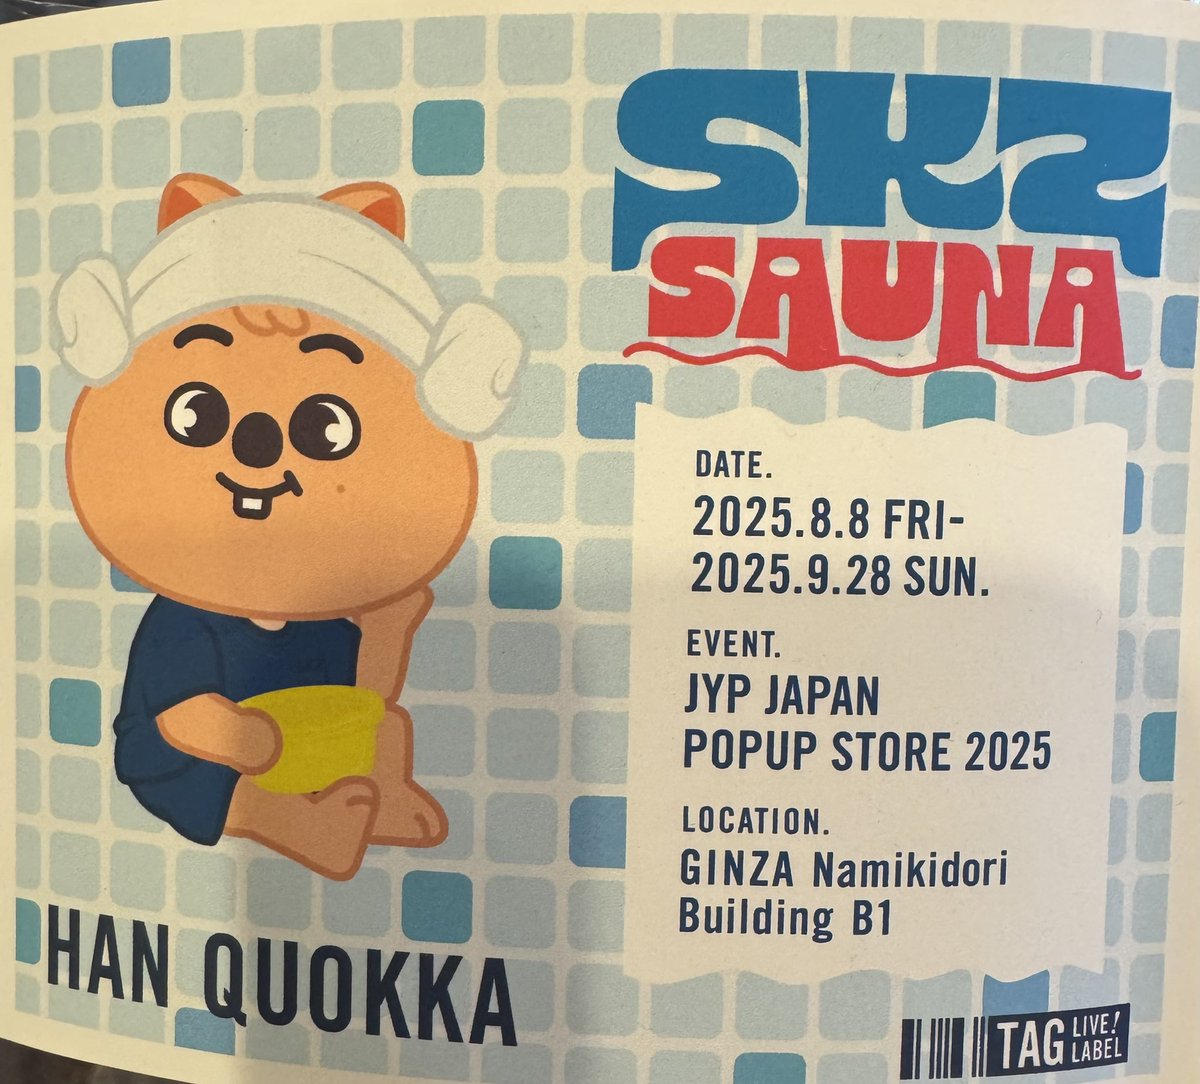 SKZ
SAUNA
DATE.
2025.8.8 FRI-
2025.9.28 SUN.
EVENT.
JYP JAPAN
POPUP STORE 2025
LOCATION.
GINZA Namikidori
Building B1
HAN QUOKKA
TAG LIVE!
LABEL